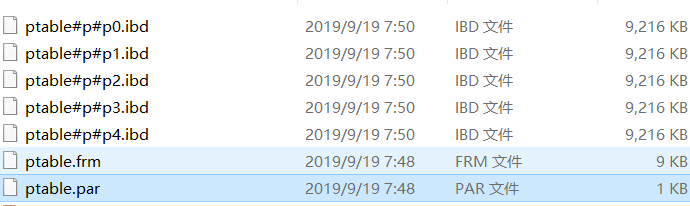 ptable#p#p0.ibd 2019/9/19 7:50 IBD 文件 9,216 KB
ptable#p#p1.ibd 2019/9/19 7:50 IBD 文件 9,216 KB
ptable#p#p2.ibd 2019/9/19 7:50 IBD 文件 9,216 KB
ptable#p#p3.ibd 2019/9/19 7:50 IBD 文件 9,216 KB
ptable#p#p4.ibd 2019/9/19 7:50 IBD 文件 9,216 KB
ptable.frm 2019/9/19 7:48 FRM 文件 9 KB
ptable.par 2019/9/19 7:48 PAR 文件 1 KB